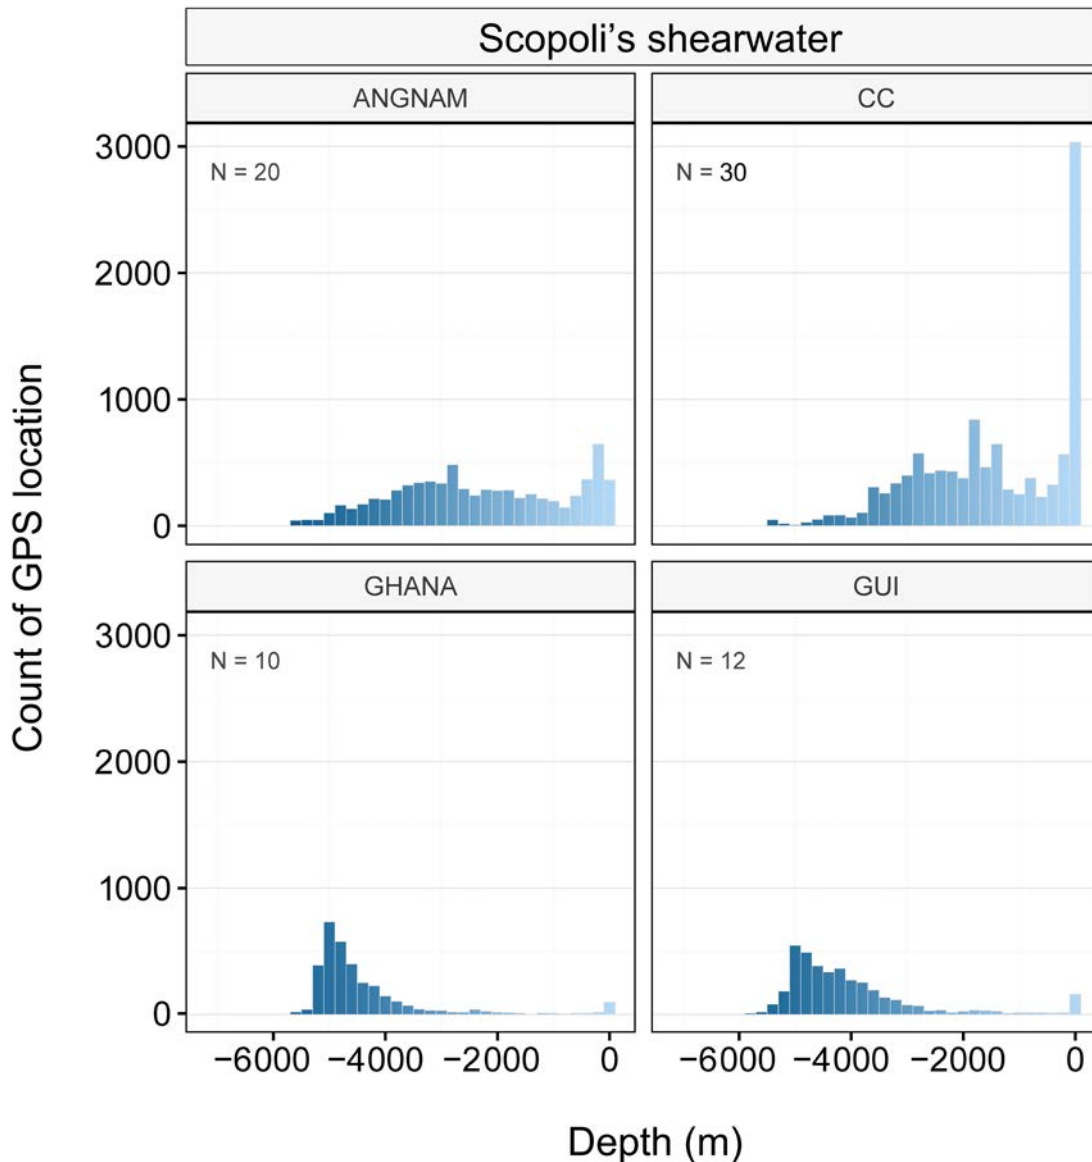 Scopoli’s shearwater
ANGNAM
CC
3000
N = 20
N = 30
2000
1000
0
GHANA
GUI
3000
N = 10
N = 12
2000
1000
0
−6000 −4000 −2000 0
−6000 −4000 −2000 0
Count of GPS location
Depth (m)